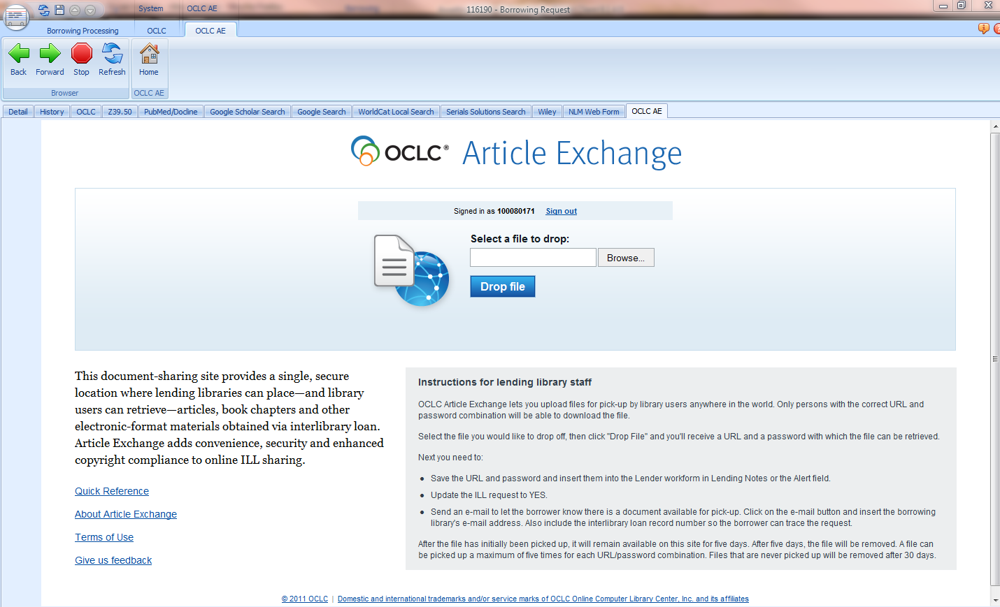 System OCLC AE 116190 - Borrowing Request
Borrowing Processing OCLC OCLC AE
Back Forward Stop Refresh Home
Browser OCLC AE
Detail History OCLC Z39.50 PubMed/Docline Google Scholar Search Google Search WorldCat Local Search Serials Solutions Search Wiley NLM Web Form OCLC AE
OCLC® Article Exchange
Signed in as 100080171 Sign out
Select a file to drop:
Browse...
Drop file
This document-sharing site provides a single, secure
location where lending libraries can place—and library
users can retrieve—articles, book chapters and other
electronic-format materials obtained via interlibrary loan.
Article Exchange adds convenience, security and enhanced
copyright compliance to online ILL sharing.
Quick Reference
About Article Exchange
Terms of Use
Give us feedback
Instructions for lending library staff
OCLC Article Exchange lets you upload files for pick-up by library users anywhere in the world. Only persons with the correct URL and
password combination will be able to download the file.
Select the file you would like to drop off, then click "Drop File" and you'll receive a URL and a password with which the file can be retrieved.
Next you need to:
• Save the URL and password and insert them into the Lender workform in Lending Notes or the Alert field.
• Update the ILL request to YES.
• Send an e-mail to let the borrower know there is a document available for pick-up. Click on the e-mail button and insert the borrowing
library's e-mail address. Also include the interlibrary loan record number so the borrower can trace the request.
After the file has initially been picked up, it will remain available on this site for five days. After five days, the file will be removed. A file can
be picked up a maximum of five times for each URL/password combination. Files that are never picked up will be removed after 30 days.
© 2011 OCLC | Domestic and international trademarks and/or service marks of OCLC Online Computer Library Center, Inc. and its affiliates